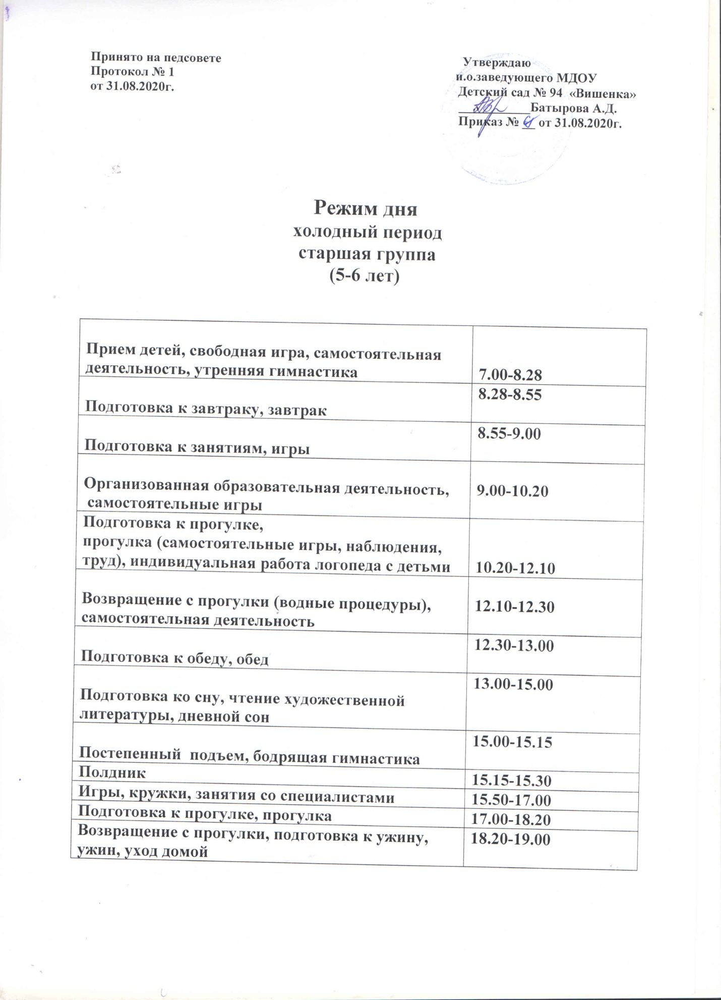 Принято на педсовете
Протокол № 1
от 31.08.2020г.
Утверждаю
и.о.заведующего МДОУ
Детский сад № 94 «Вишенка»
___________Батырова А.Д.
Приказ № __ от 31.08.2020г.
Режим дня
холодный период
старшая группа
(5-6 лет)
Прием детей, свободная игра, самостоятельная
деятельность, утренняя гимнастика
7.00-8.28
Подготовка к завтраку, завтрак
8.28-8.55
Подготовка к занятиям, игры
8.55-9.00
Организованная образовательная деятельность,
самостоятельные игры
9.00-10.20
Подготовка к прогулке,
прогулка (самостоятельные игры, наблюдения,
труд), индивидуальная работа логопеда с детьми
10.20-12.10
Возвращение с прогулки (водные процедуры),
самостоятельная деятельность
12.10-12.30
Подготовка к обеду, обед
12.30-13.00
Подготовка ко сну, чтение художественной
литературы, дневной сон
13.00-15.00
Постепенный подъем, бодрящая гимнастика
15.00-15.15
Полдник
15.15-15.30
Игры, кружки, занятия со специалистами
15.50-17.00
Подготовка к прогулке, прогулка
17.00-18.20
Возвращение с прогулки, подготовка к ужину,
ужин, уход домой
18.20-19.00